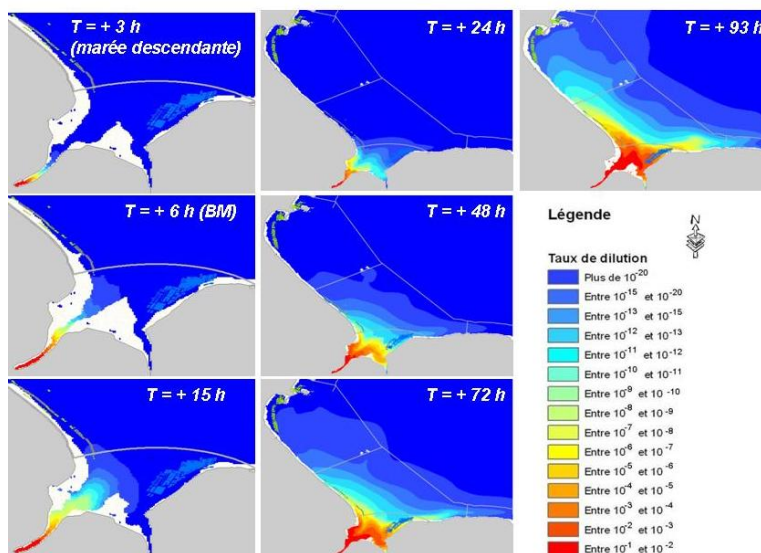 T = + 3 h
(marée descendante)
T = + 24 h
T = + 93 h
T = + 6 h (BM)
T = + 48 h
T = + 15 h
T = + 72 h
Légende
N
Taux de dilution
Plus de 10⁻²⁰
Entre 10⁻¹⁵ et 10⁻²⁰
Entre 10⁻¹³ et 10⁻¹⁵
Entre 10⁻¹² et 10⁻¹³
Entre 10⁻¹¹ et 10⁻¹²
Entre 10⁻¹⁰ et 10⁻¹¹
Entre 10⁻⁹ et 10⁻¹⁰
Entre 10⁻⁸ et 10⁻⁹
Entre 10⁻⁷ et 10⁻⁸
Entre 10⁻⁶ et 10⁻⁷
Entre 10⁻⁵ et 10⁻⁶
Entre 10⁻⁴ et 10⁻⁵
Entre 10⁻³ et 10⁻⁴
Entre 10⁻² et 10⁻³
Entre 10⁻¹ et 10⁻²